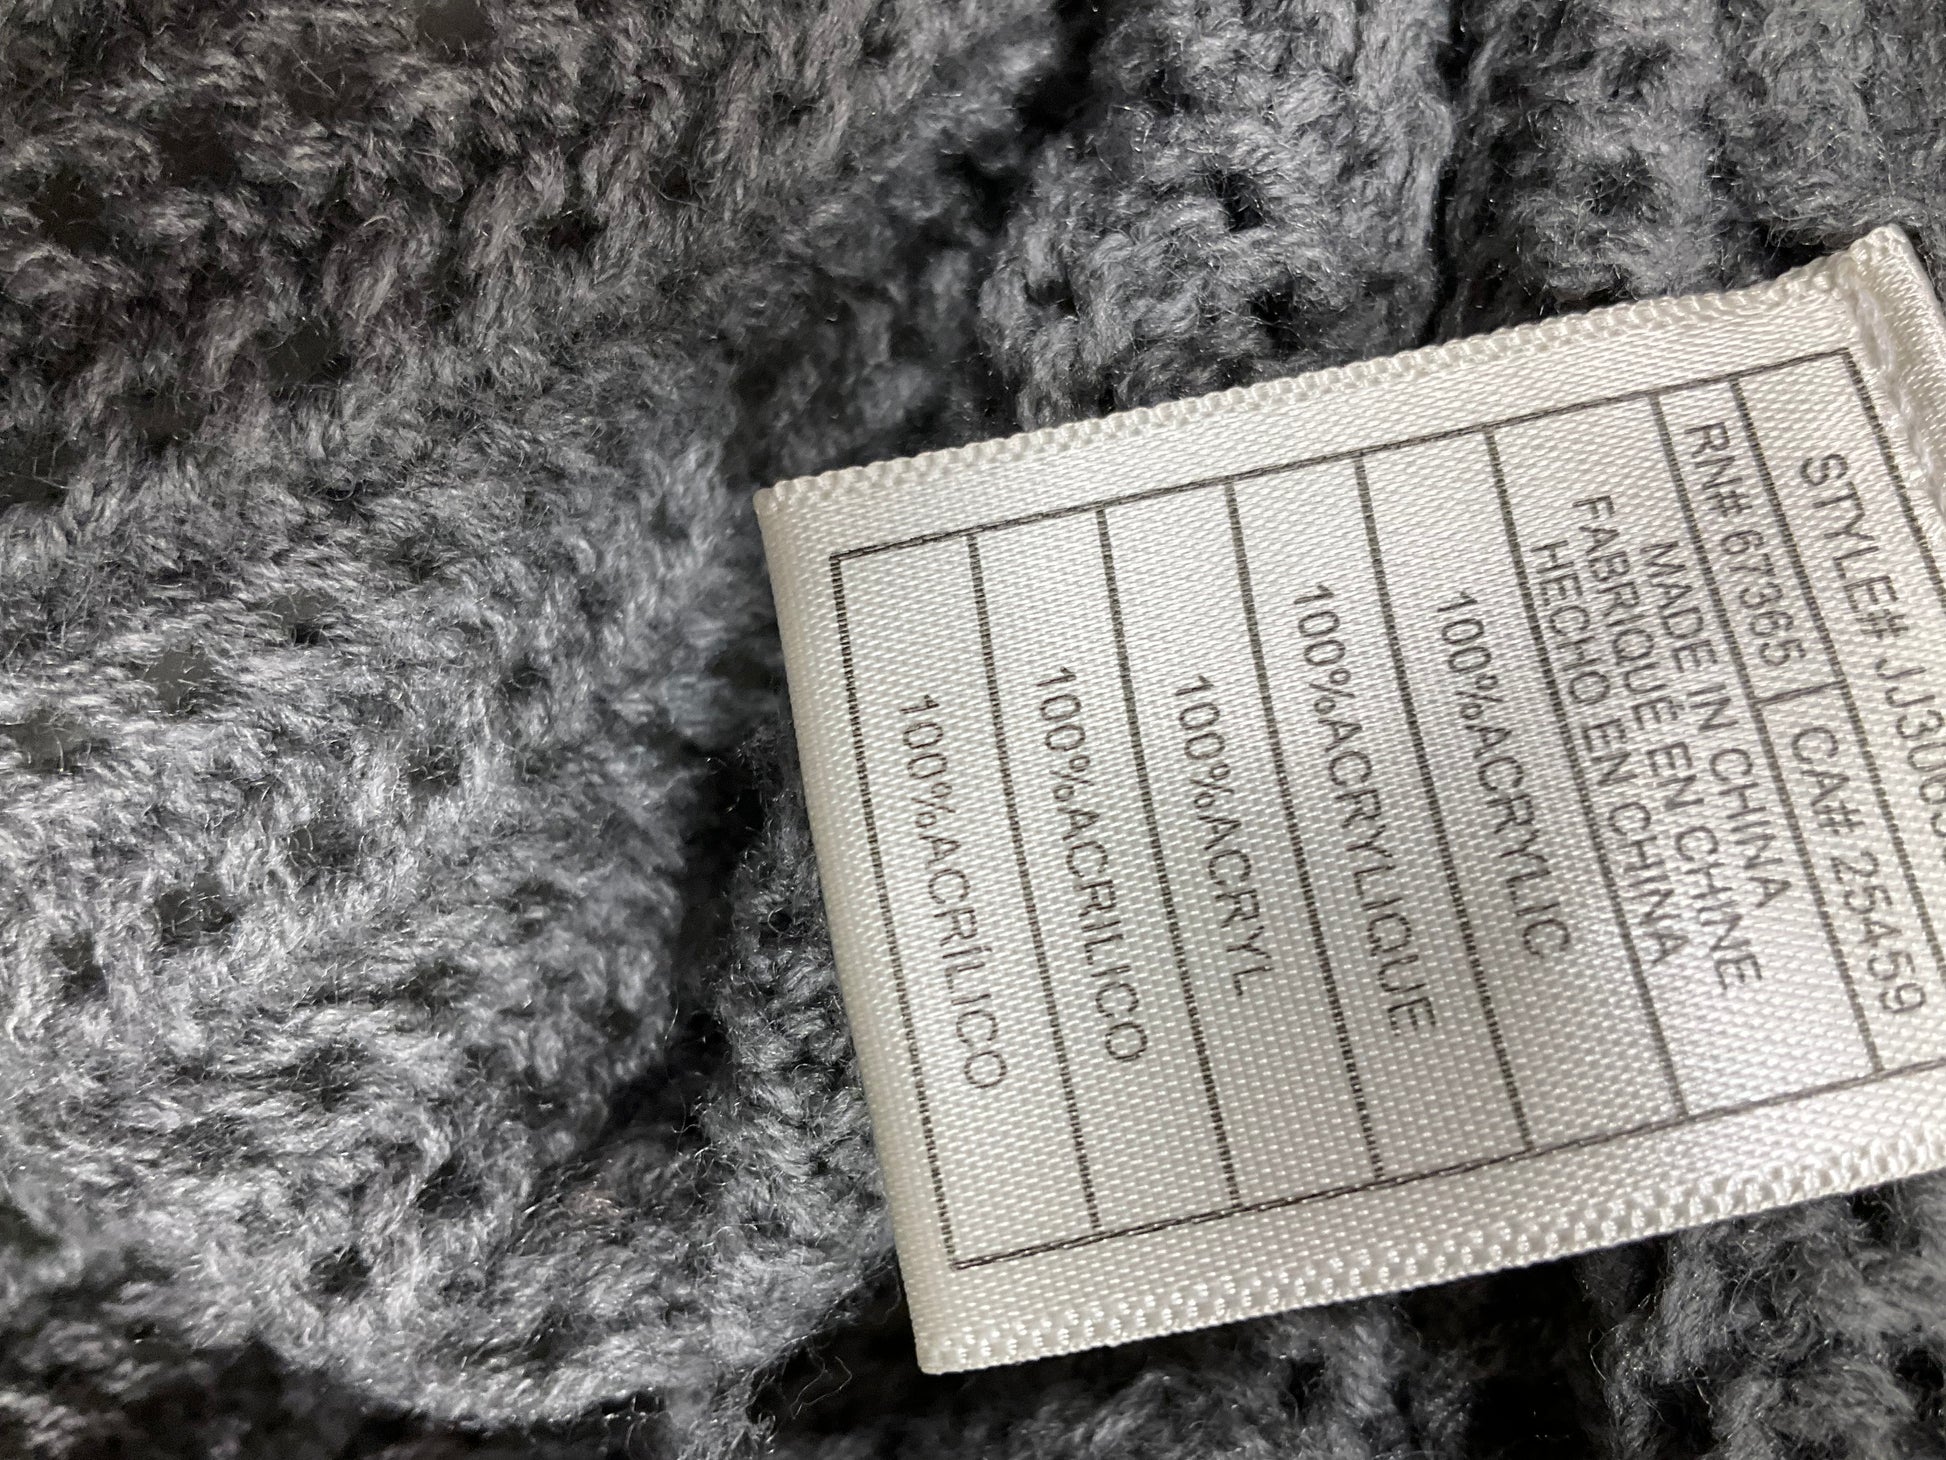 STYLE# JJ30
RN# 67365 CA# 25459
MADE IN CHINA
FABRIQUÉ EN CHINE
HECHO EN CHINA
100%ACRYLIC
100%ACRYLIQUE
100%ACRYL
100%ACRILICO
100%ACRÍLICO